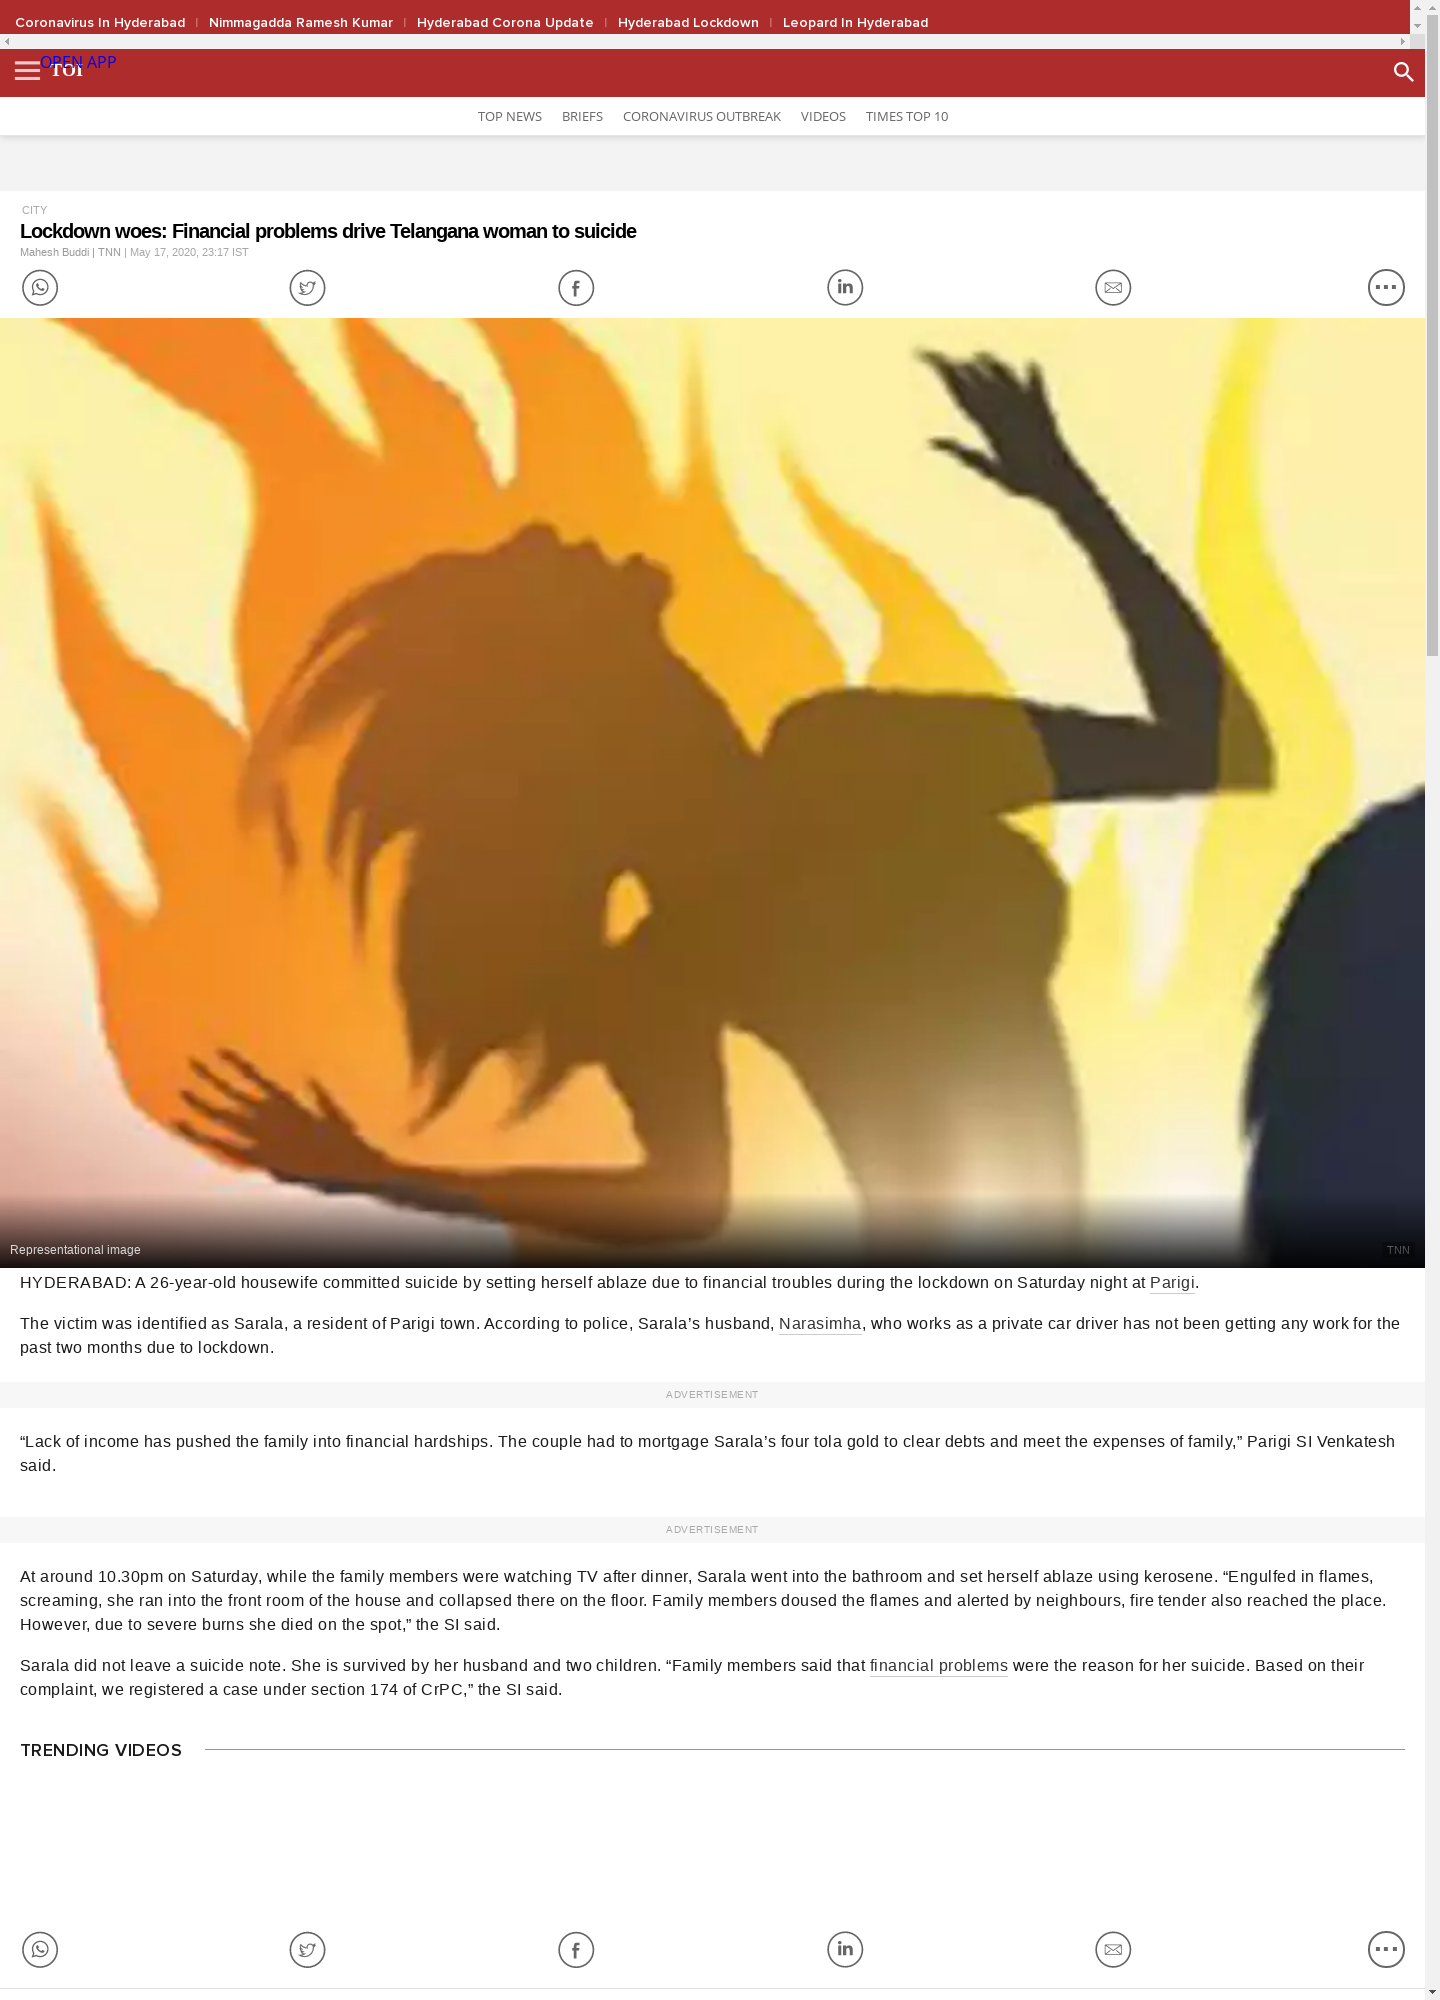 Coronavirus In Hyderabad | Nimmagadda Ramesh Kumar | Hyderabad Corona Update | Hyderabad Lockdown | Leopard In Hyderabad
OPEN APP
TOI
TOP NEWS BRIEFS CORONAVIRUS OUTBREAK VIDEOS TIMES TOP 10
CITY
Lockdown woes: Financial problems drive Telangana woman to suicide
Mahesh Buddi | TNN | May 17, 2020, 23:17 IST
Representational image
TNN
HYDERABAD: A 26-year-old housewife committed suicide by setting herself ablaze due to financial troubles during the lockdown on Saturday night at Parigi.
The victim was identified as Sarala, a resident of Parigi town. According to police, Sarala’s husband, Narasimha, who works as a private car driver has not been getting any work for the
past two months due to lockdown.
ADVERTISEMENT
“Lack of income has pushed the family into financial hardships. The couple had to mortgage Sarala’s four tola gold to clear debts and meet the expenses of family,” Parigi SI Venkatesh
said.
ADVERTISEMENT
At around 10.30pm on Saturday, while the family members were watching TV after dinner, Sarala went into the bathroom and set herself ablaze using kerosene. “Engulfed in flames,
screaming, she ran into the front room of the house and collapsed there on the floor. Family members doused the flames and alerted by neighbours, fire tender also reached the place.
However, due to severe burns she died on the spot,” the SI said.
Sarala did not leave a suicide note. She is survived by her husband and two children. “Family members said that financial problems were the reason for her suicide. Based on their
complaint, we registered a case under section 174 of CrPC,” the SI said.
TRENDING VIDEOS